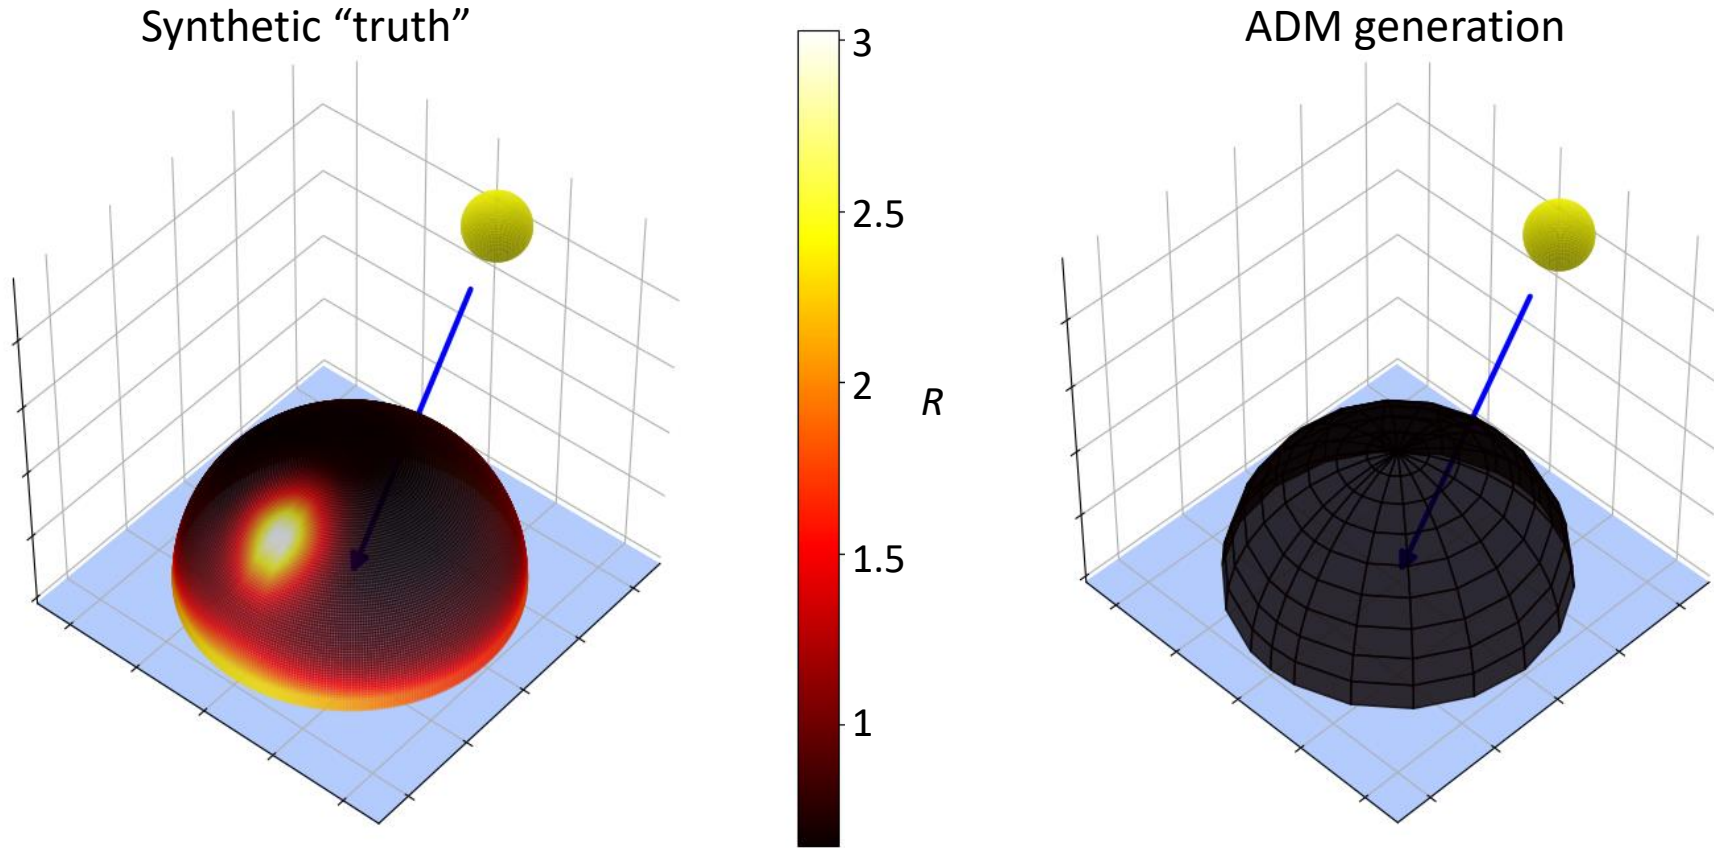 Synthetic “truth”
ADM generation
3
2.5
2
R
1.5
1